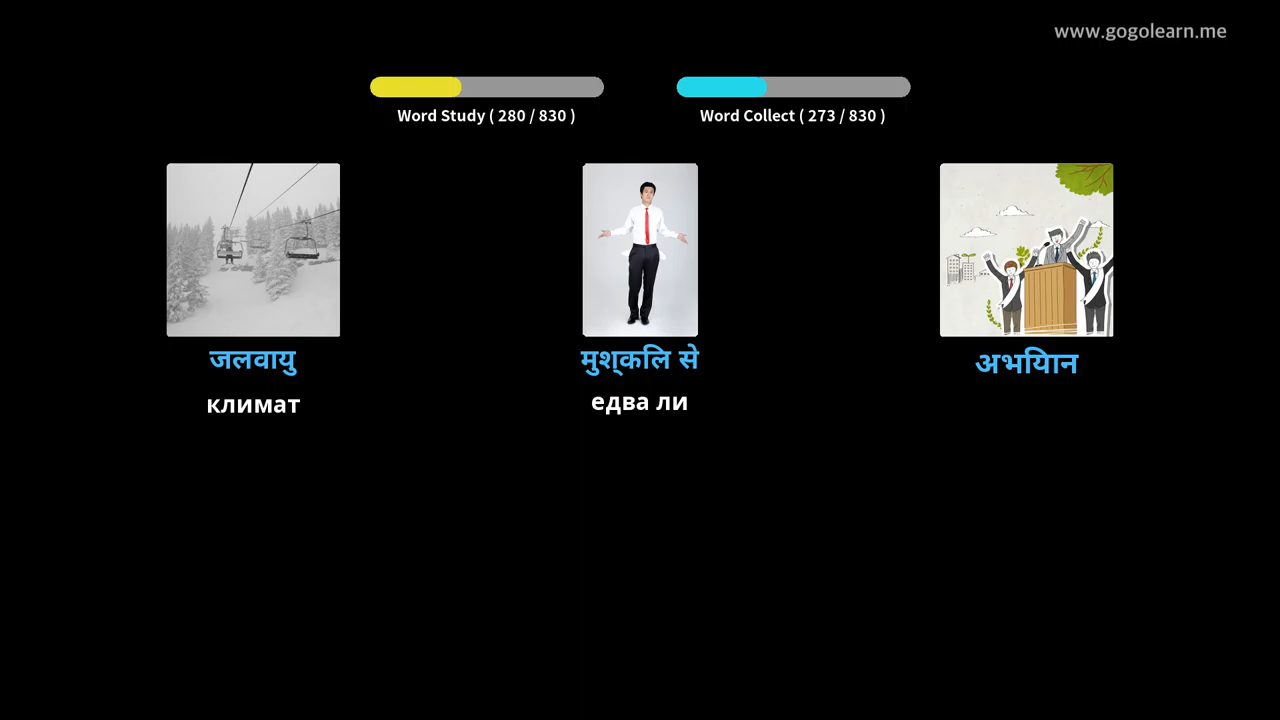 www.gogolearn.me
Word Study ( 280 / 830 )
Word Collect ( 273 / 830 )
जलवायु
मुश्किल से
अभियान
климат
едва ли